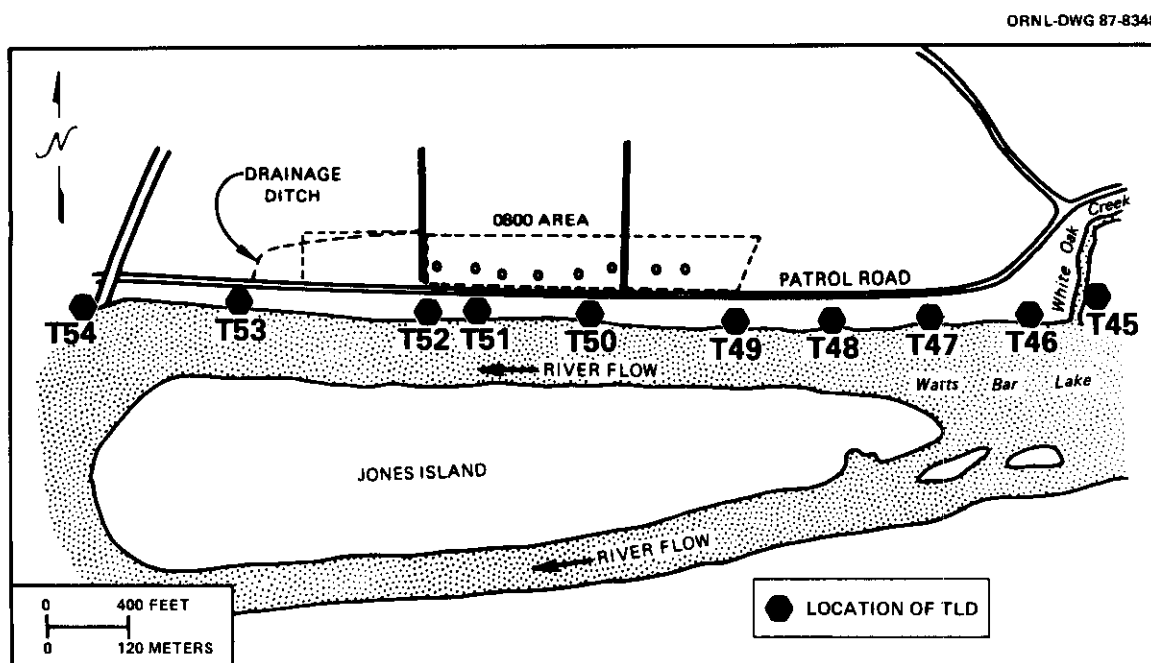 ORNL-DWG 87-8348
N
DRAINAGE
DITCH
0800 AREA
PATROL ROAD
White Oak Creek
T54
T53
T52
T51
T50
T49
T48
T47
T46
T45
RIVER FLOW
Watts Bar Lake
JONES ISLAND
RIVER FLOW
0 400 FEET
0 120 METERS
LOCATION OF TLD